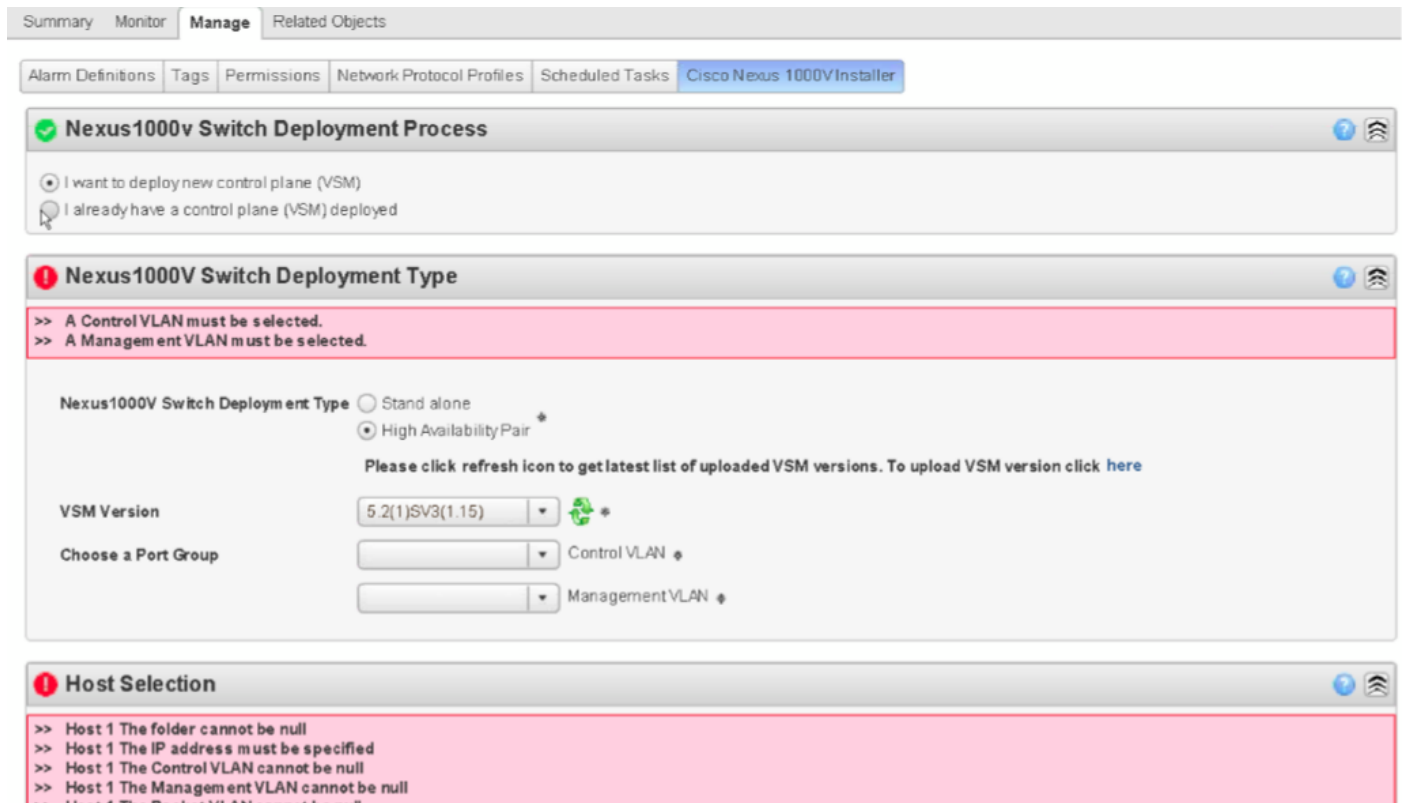 Summary Monitor Manage Related Objects
Alarm Definitions Tags Permissions Network Protocol Profiles Scheduled Tasks Cisco Nexus 1000V Installer
Nexus1000v Switch Deployment Process
I want to deploy new control plane (VSM)
I already have a control plane (VSM) deployed
Nexus1000V Switch Deployment Type
>> A Control VLAN must be selected.
>> A Management VLAN must be selected.
Nexus1000V Switch Deployment Type Stand alone
High Availability Pair *
Please click refresh icon to get latest list of uploaded VSM versions. To upload VSM version click here
VSM Version 5.2(1)SV3(1.15) *
Choose a Port Group Control VLAN *
Management VLAN *
Host Selection
>> Host 1 The folder cannot be null
>> Host 1 The IP address must be specified
>> Host 1 The Control VLAN cannot be null
>> Host 1 The Management VLAN cannot be null